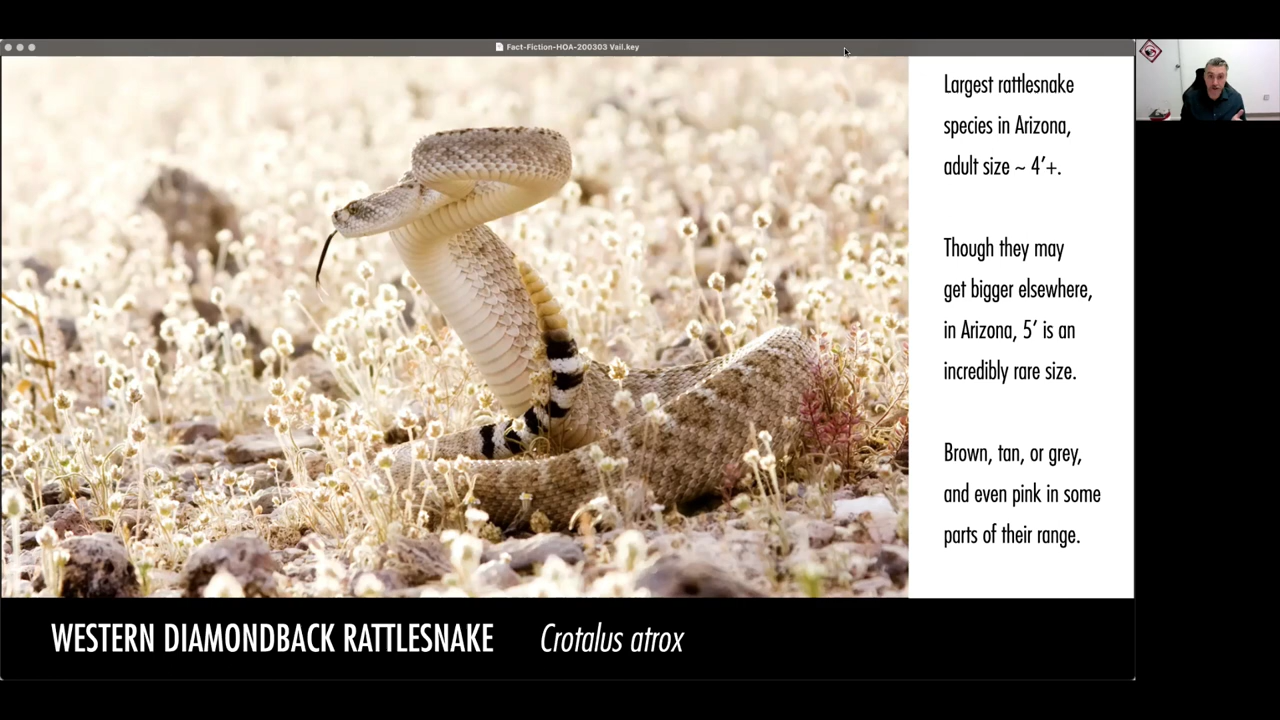 Fact-Fiction-HOA-200303 Vail.key
Largest rattlesnake
species in Arizona,
adult size ~ 4’+.
Though they may
get bigger elsewhere,
in Arizona, 5’ is an
incredibly rare size.
Brown, tan, or grey,
and even pink in some
parts of their range.
WESTERN DIAMONDBACK RATTLESNAKE Crotalus atrox